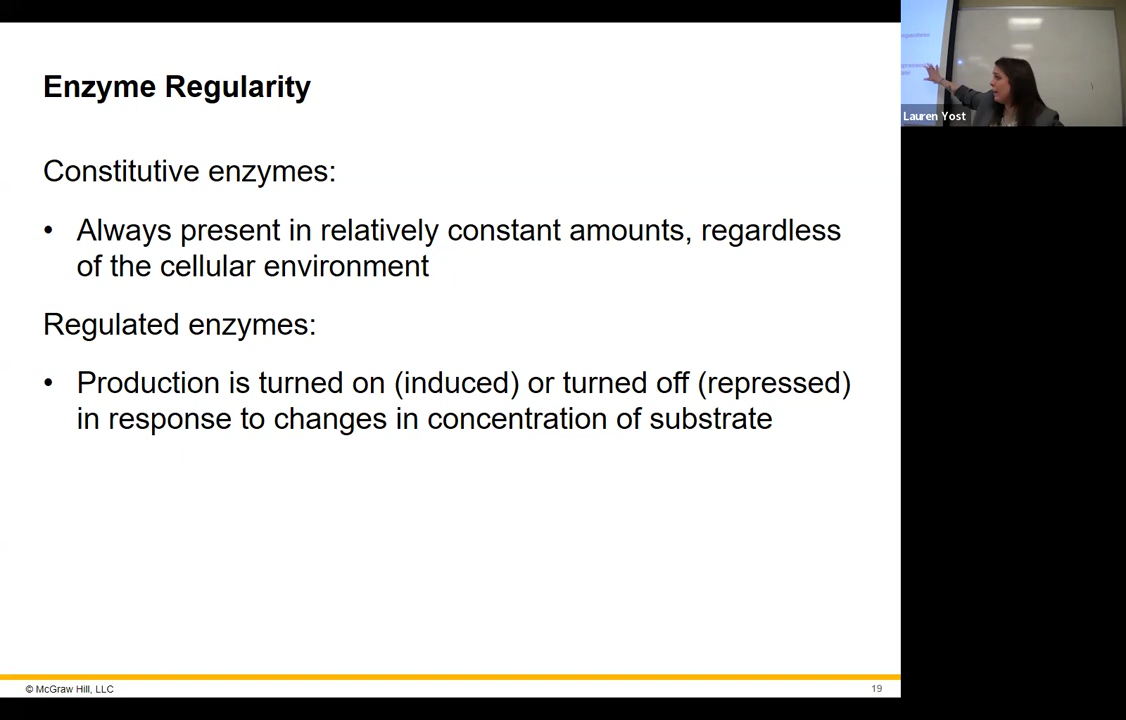 Enzyme Regularity
Constitutive enzymes:
• Always present in relatively constant amounts, regardless
of the cellular environment
Regulated enzymes:
• Production is turned on (induced) or turned off (repressed)
in response to changes in concentration of substrate
© McGraw Hill, LLC
19
Lauren Yost